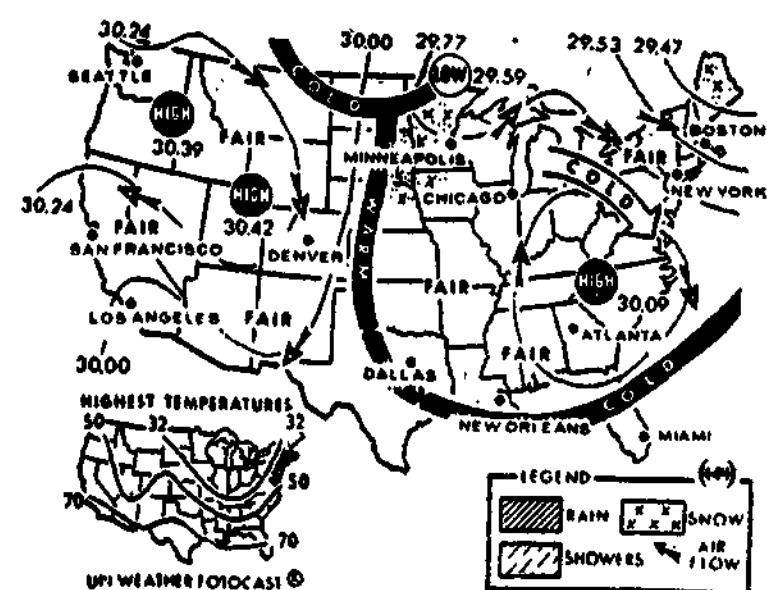 30.24 30.00 29.77 29.53 29.47
SEATTLE
COLD
LOW
29.59
HIGH
30.39
FAIR
MINNEAPOLIS
BOSTON
FAIR
COLD
NEW YORK
HIGH
30.42
CHICAGO
30.24
FAIR
SAN FRANCISCO
DENVER
WARM
FAIR
HIGH
30.09
LOS ANGELES
FAIR
ATLANTA
FAIR
30.00
DALLAS
COLD
NEW ORLEANS
MIAMI
HIGHEST TEMPERATURES
50 32 32
50
70
70
UPI WEATHER FOTOCAST ©
LEGEND
RAIN
SNOW
SHOWERS
AIR
FLOW